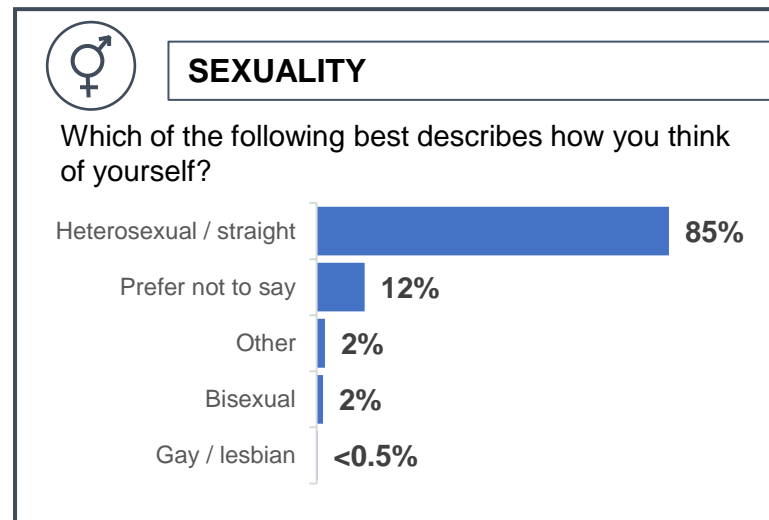 SEXUALITY
Which of the following best describes how you think
of yourself?
Heterosexual / straight 85%
Prefer not to say 12%
Other 2%
Bisexual 2%
Gay / lesbian <0.5%